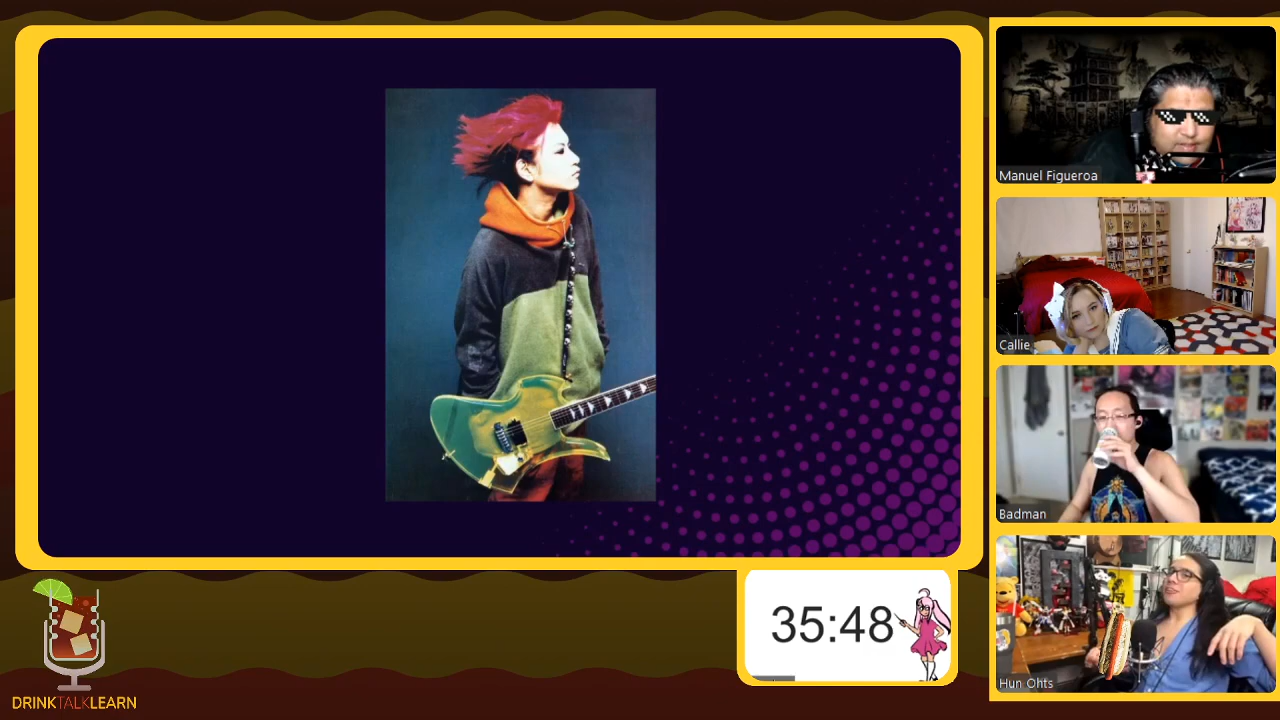 Manuel Figueroa
Callie
Badman
Hun Ohts
35:48
DRINKTALKLEARN